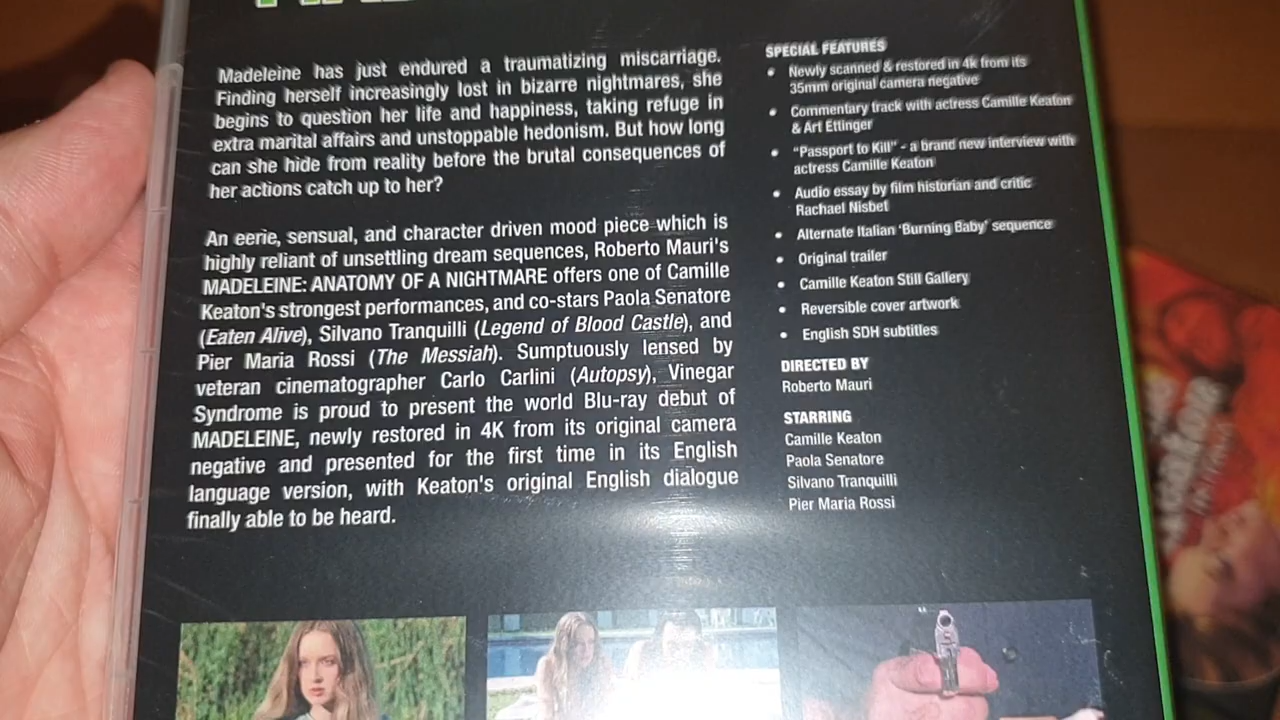 Madeleine has just endured a traumatizing miscarriage.
Finding herself increasingly lost in bizarre nightmares, she
begins to question her life and happiness, taking refuge in
extra marital affairs and unstoppable hedonism. But how long
can she hide from reality before the brutal consequences of
her actions catch up to her?
An eerie, sensual, and character driven mood piece which is
highly reliant of unsettling dream sequences, Roberto Mauri's
MADELEINE: ANATOMY OF A NIGHTMARE offers one of Camille
Keaton's strongest performances, and co-stars Paola Senatore
(Eaten Alive), Silvano Tranquilli (Legend of Blood Castle), and
Pier Maria Rossi (The Messiah). Sumptuously lensed by
veteran cinematographer Carlo Carlini (Autopsy), Vinegar
Syndrome is proud to present the world Blu-ray debut of
MADELEINE, newly restored in 4K from its original camera
negative and presented for the first time in its English
language version, with Keaton's original English dialogue
finally able to be heard.
SPECIAL FEATURES
• Newly scanned & restored in 4k from its
35mm original camera negative
• Commentary track with actress Camille Keaton
& Art Ettinger
• "Passport to Kill" - a brand new interview with
actress Camille Keaton
• Audio essay by film historian and critic
Rachael Nisbet
• Alternate Italian 'Burning Baby' sequence
• Original trailer
• Camille Keaton Still Gallery
• Reversible cover artwork
• English SDH subtitles
DIRECTED BY
Roberto Mauri
STARRING
Camille Keaton
Paola Senatore
Silvano Tranquilli
Pier Maria Rossi